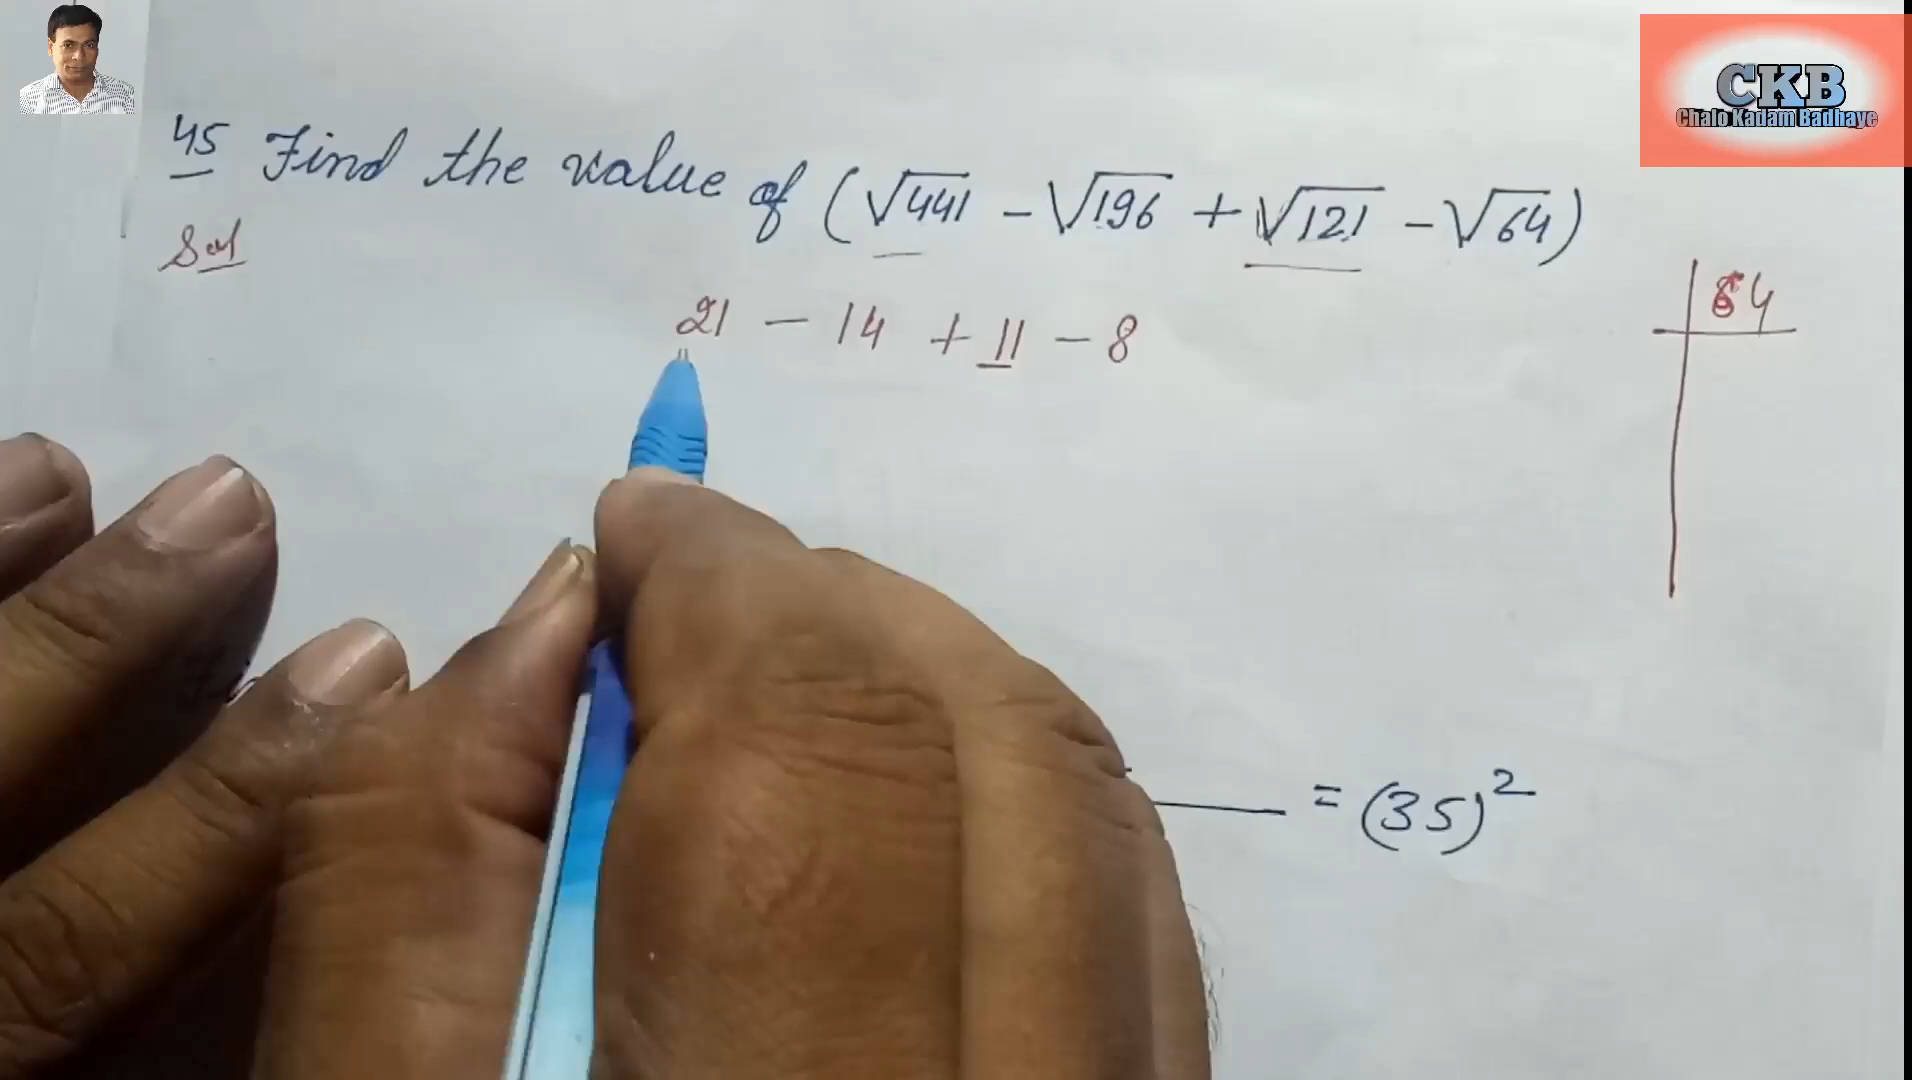 CKB
Chalo Kadam Badhaye
45 Find the value of (√441 - √196 + √121 - √64)
Sol
21 - 14 + 11 - 8
= (35)²